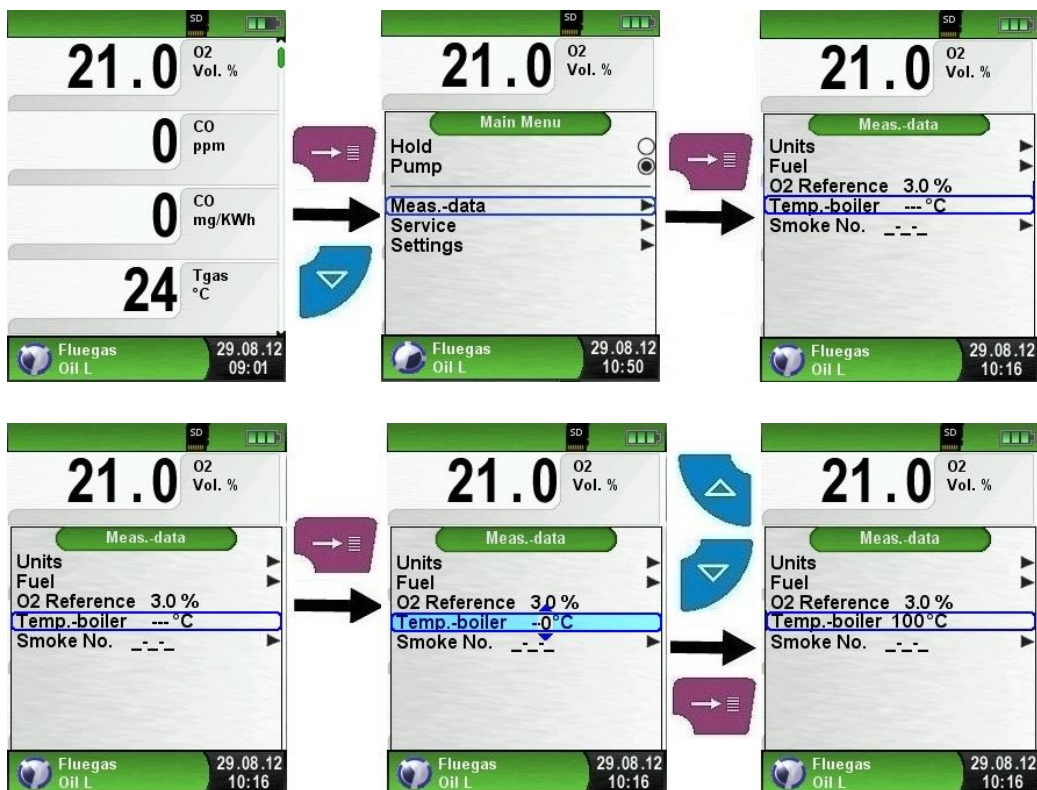 SD
21.0 O2
Vol. %
0 CO
ppm
0 CO
mg/KWh
24 Tgas
°C
Fluegas 29.08.12
Oil L 09:01
SD
21.0 O2
Vol. %
Main Menu
Hold
Pump
Meas.-data
Service
Settings
Fluegas 29.08.12
Oil L 10:50
SD
21.0 O2
Vol. %
Meas.-data
Units
Fuel
O2 Reference 3.0 %
Temp.-boiler ---°C
Smoke No. _-_-_
Fluegas 29.08.12
Oil L 10:16
SD
21.0 O2
Vol. %
Meas.-data
Units
Fuel
O2 Reference 3.0 %
Temp.-boiler ---°C
Smoke No. _-_-_
Fluegas 29.08.12
Oil L 10:16
SD
21.0 O2
Vol. %
Meas.-data
Units
Fuel
O2 Reference 3.0 %
Temp.-boiler --0°C
Smoke No. _-_-_
Fluegas 29.08.12
Oil L 10:16
SD
21.0 O2
Vol. %
Meas.-data
Units
Fuel
O2 Reference 3.0 %
Temp.-boiler 100°C
Smoke No. _-_-_
Fluegas 29.08.12
Oil L 10:16